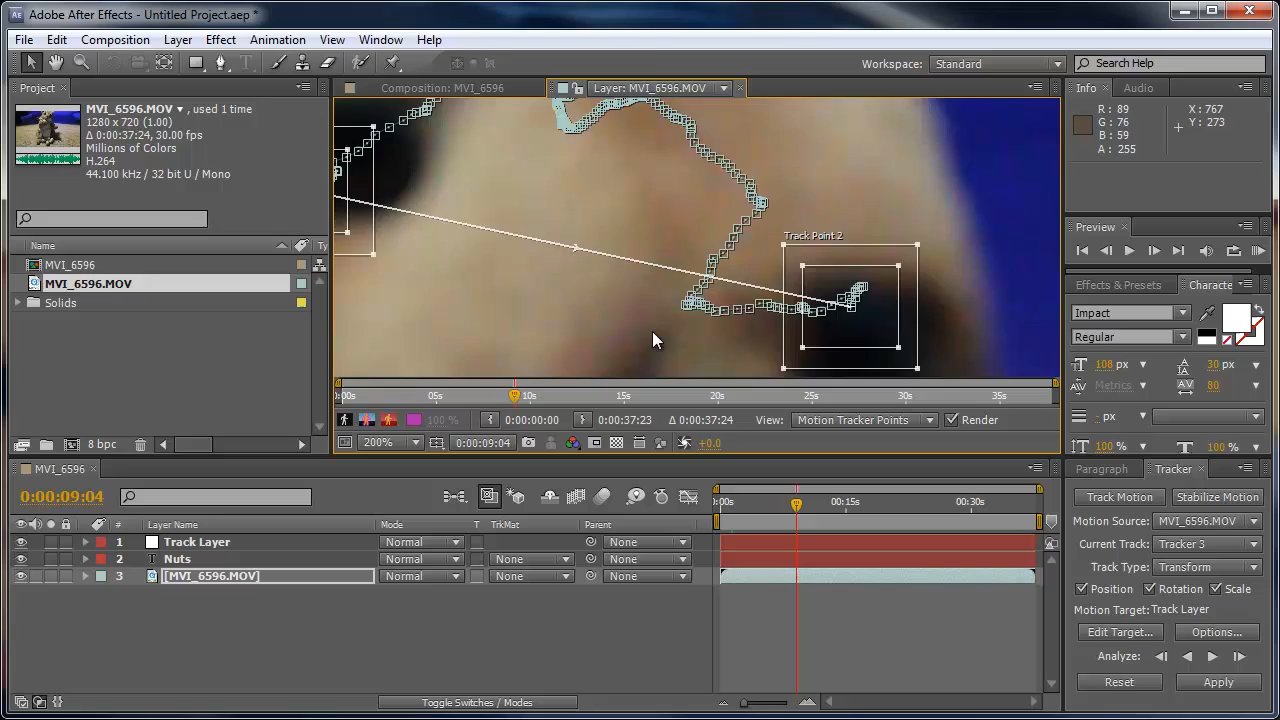 Adobe After Effects - Untitled Project.aep *
File Edit Composition Layer Effect Animation View Window Help
Workspace: Standard Search Help
Project
MVI_6596.MOV ▾ , used 1 time
1280 x 720 (1.00)
Δ 0:00:37:24, 30.00 fps
Millions of Colors
H.264
44.100 kHz / 32 bit U / Mono
Name Ty
MVI_6596
MVI_6596.MOV
Solids
8 bpc
Composition: MVI_6596 Layer: MVI_6596.MOV
Track Point 2
00s 05s 10s 15s 20s 25s 30s 35s
100 % 0:00:00:00 0:00:37:23 Δ 0:00:37:24 View: Motion Tracker Points Render
200% 0:00:09:04 +0.0
Info Audio
R: 89 X: 767
G: 76 Y: 273
B: 59
A: 255
Preview
Effects & Presets Characte
Impact
Regular
108 px 30 px
Metrics 80
- px
100 % 100 %
MVI_6596
0:00:09:04
:00s 00:15s 00:30s
# Layer Name Mode T TrkMat Parent
1 Track Layer Normal None
2 T Nuts Normal None None
3 [MVI_6596.MOV] Normal None None
Toggle Switches / Modes
Paragraph Tracker
Track Motion Stabilize Motion
Motion Source: MVI_6596.MOV
Current Track: Tracker 3
Track Type: Transform
Position Rotation Scale
Motion Target: Track Layer
Edit Target... Options...
Analyze:
Reset Apply